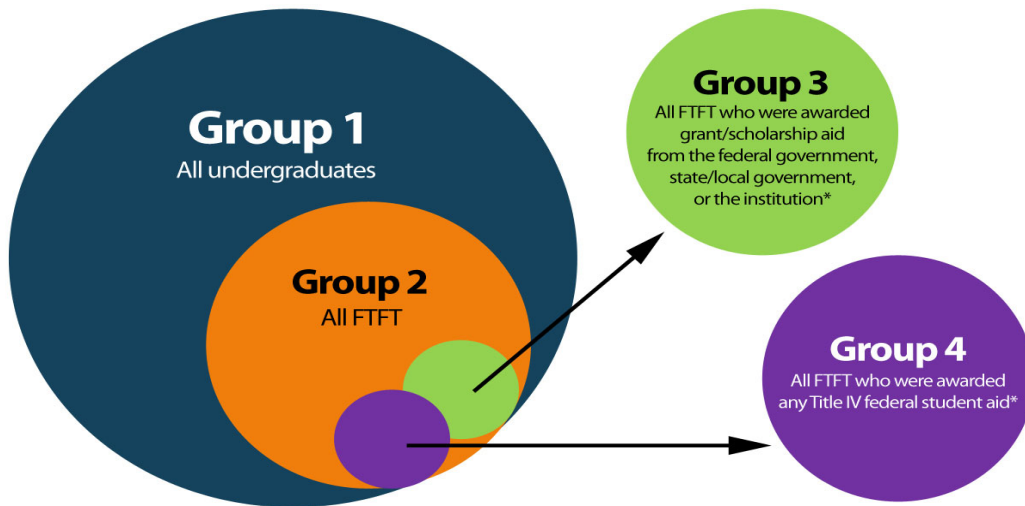 Group 1
All undergraduates
Group 2
All FTFT
Group 3
All FTFT who were awarded
grant/scholarship aid
from the federal government,
state/local government,
or the institution*
Group 4
All FTFT who were awarded
any Title IV federal student aid*